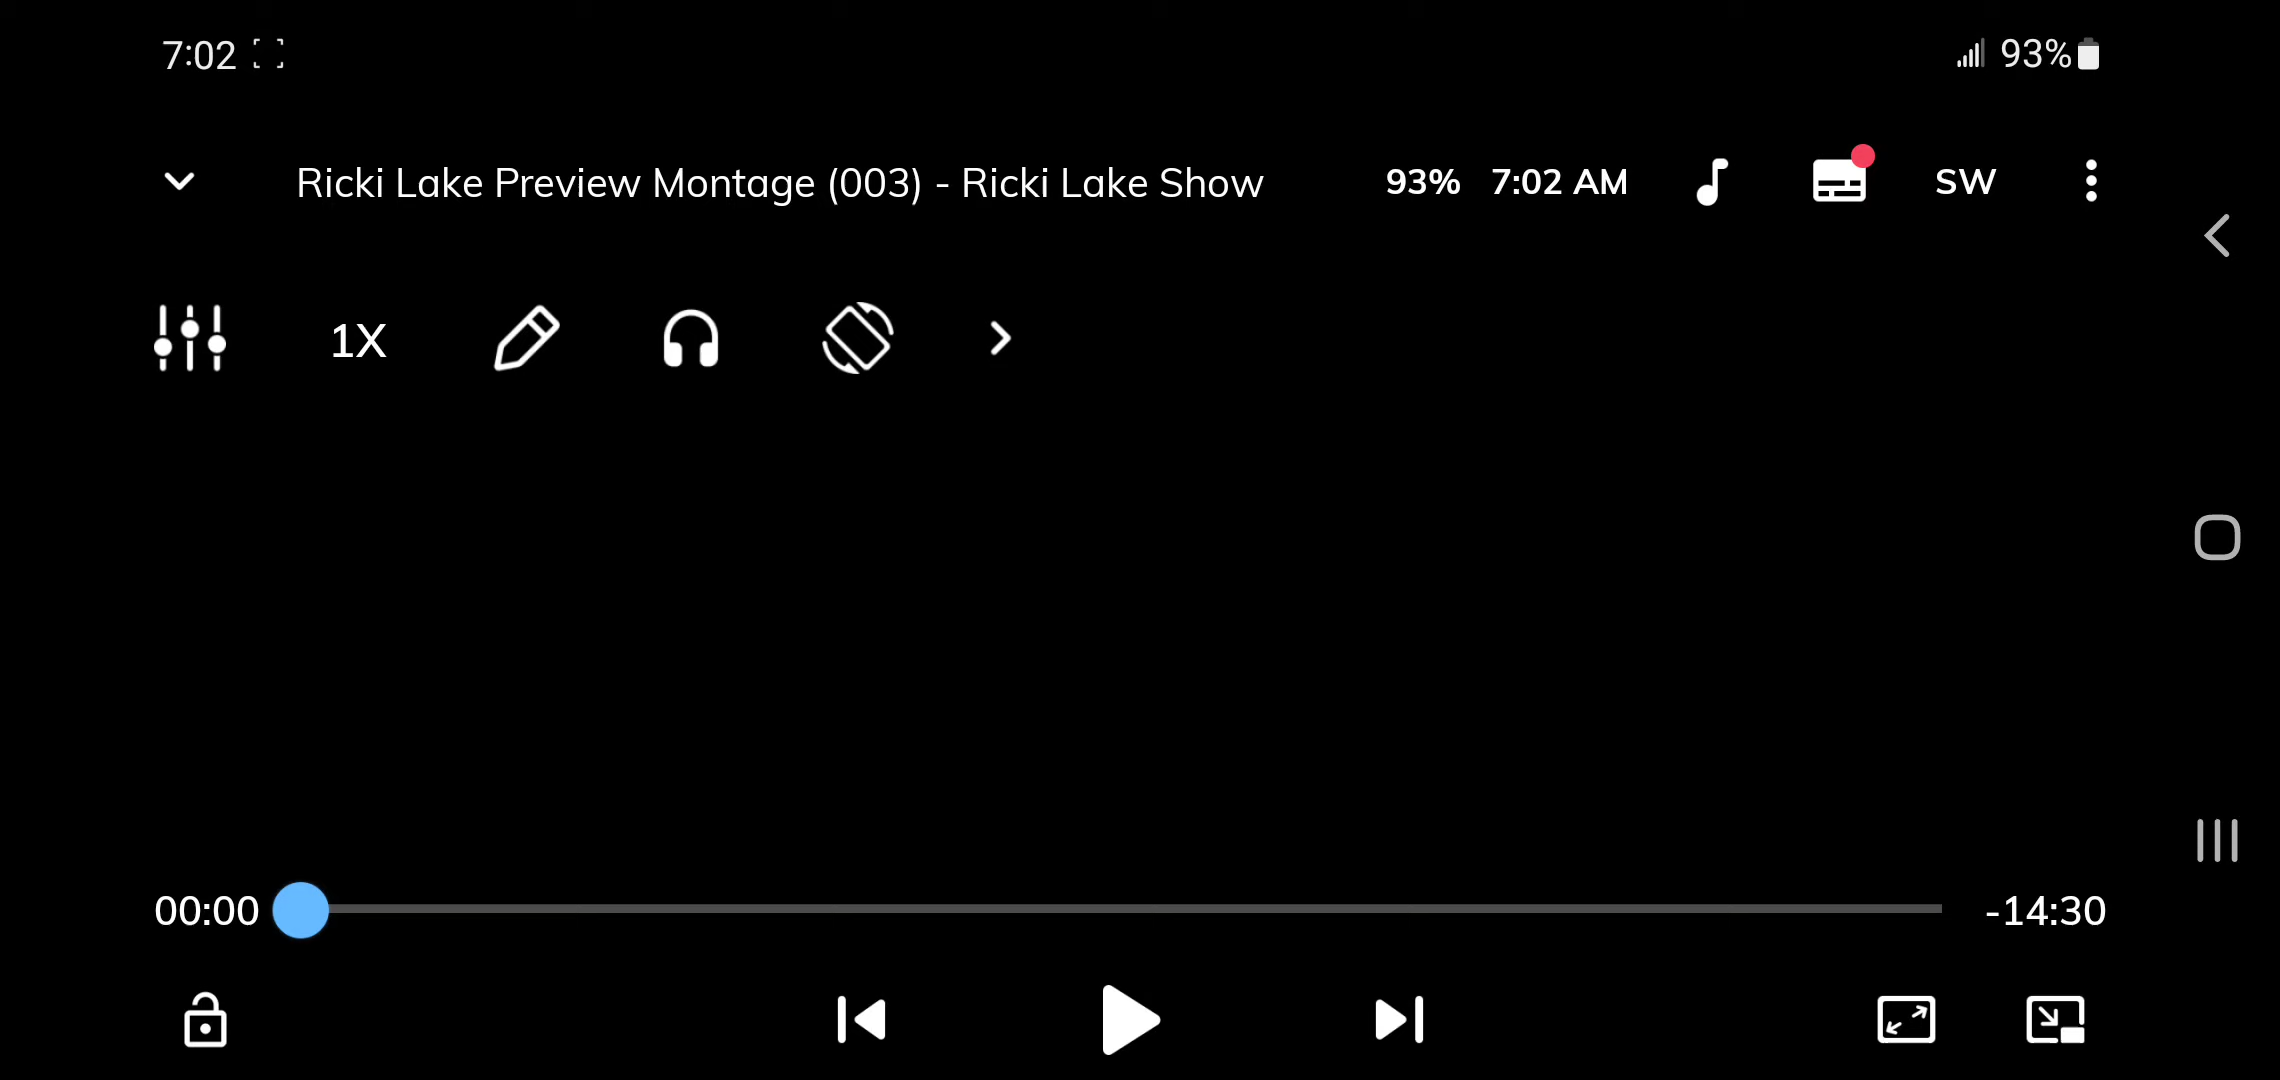 7:02 93%
Ricki Lake Preview Montage (003) - Ricki Lake Show 93% 7:02 AM SW
1X
00:00 -14:30